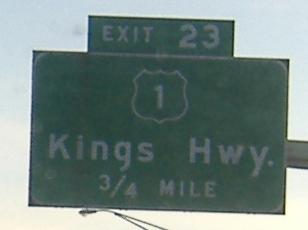 EXIT 23
1
Kings Hwy.
3/4 MILE